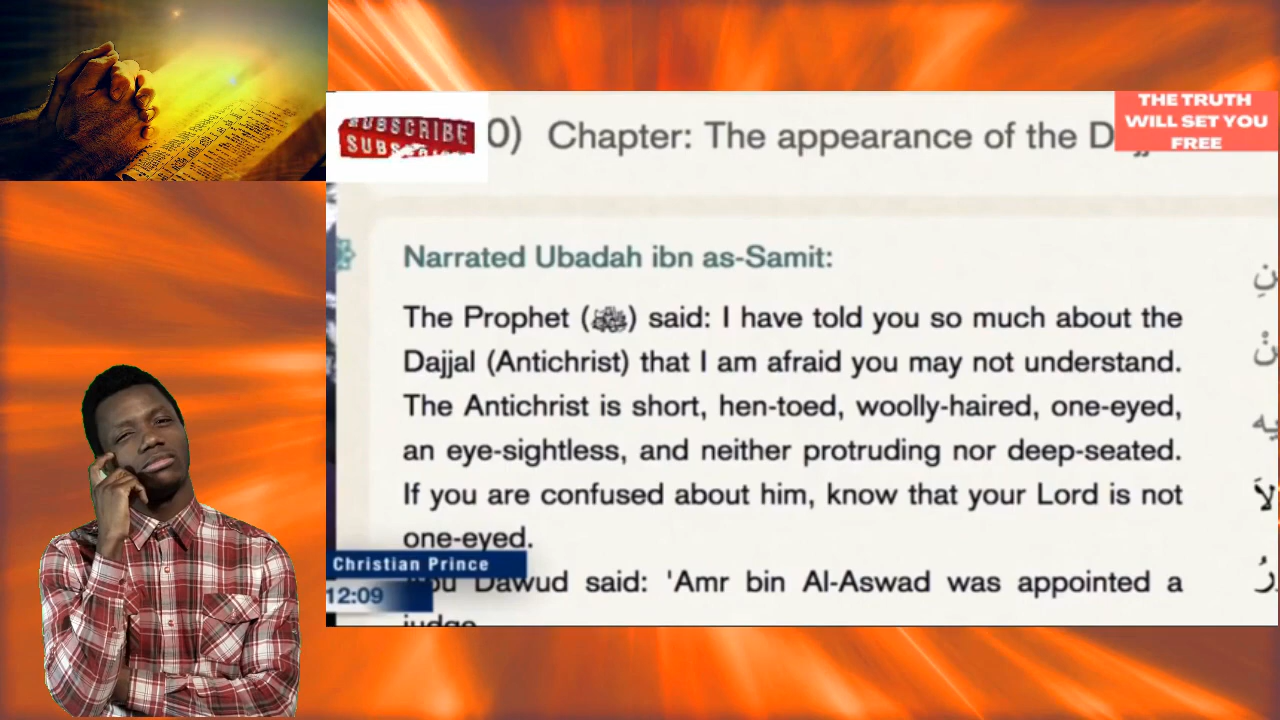 SUBSCRIBE
0) Chapter: The appearance of the
THE TRUTH
WILL SET YOU
FREE
Narrated Ubadah ibn as-Samit:
The Prophet (ﷺ) said: I have told you so much about the
Dajjal (Antichrist) that I am afraid you may not understand.
The Antichrist is short, hen-toed, woolly-haired, one-eyed,
an eye-sightless, and neither protruding nor deep-seated.
If you are confused about him, know that your Lord is not
one-eyed.
Christian Prince
Dawud said: 'Amr bin Al-Aswad was appointed a
12:09
judge